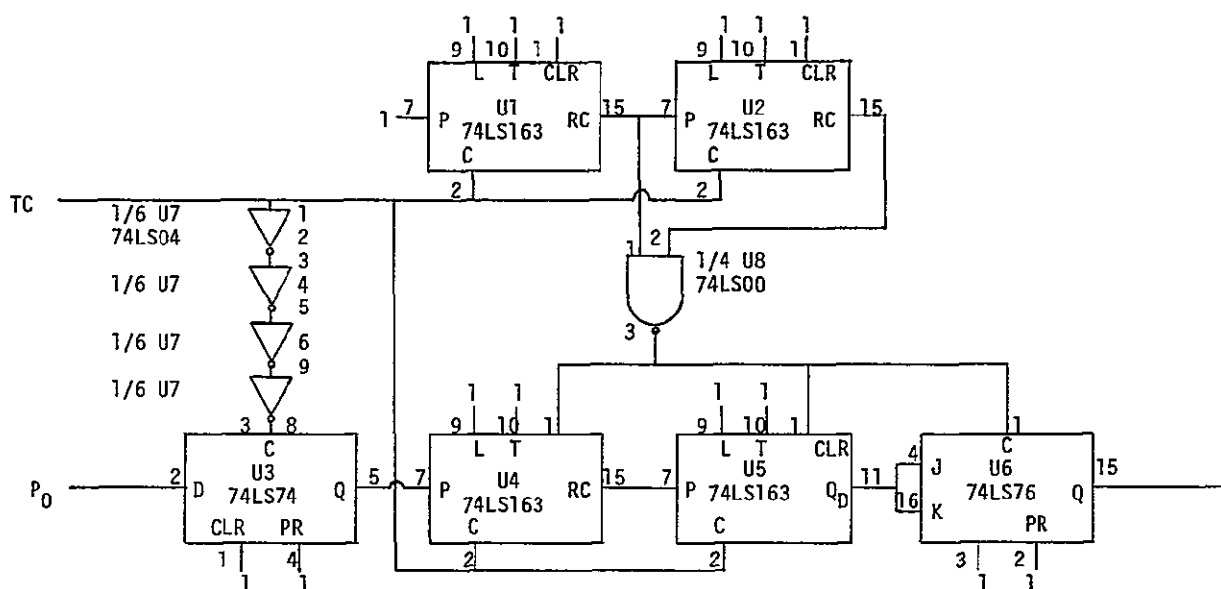 1 1 1 1 1 1
9 10 1 9 10 1
L T CLR L T CLR
1 7 P U1 RC 15 7 P U2 RC 15
74LS163 74LS163
C C
2 2
TC
1/6 U7 1
74LS04 2
1 2 1/4 U8
74LS00
3
1/6 U7 4
5
3
1/6 U7 6
9
1/6 U7
1 1 1 1
3 8 9 10 1 9 10 1 1
C L T L T CLR C
P0 2 D U3 Q 5 7 P U4 RC 15 7 P U5 QD 11 4 J U6 Q 15
74LS74 74LS163 74LS163 16 K 74LS76
CLR PR C C PR
1 4 2 2 3 2
1 1 1 1